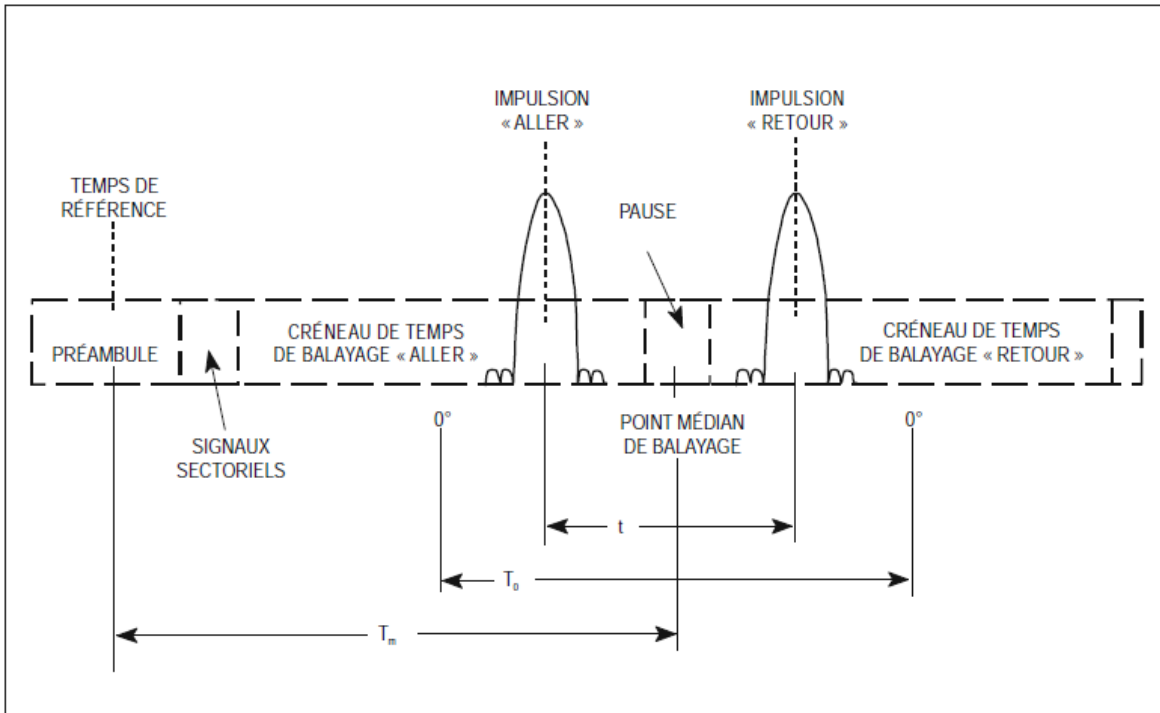 IMPULSION
« ALLER »
IMPULSION
« RETOUR »
TEMPS DE
RÉFÉRENCE
PAUSE
PRÉAMBULE
CRÉNEAU DE TEMPS
DE BALAYAGE « ALLER »
CRÉNEAU DE TEMPS
DE BALAYAGE « RETOUR »
SIGNAUX
SECTORIELS
0°
POINT MÉDIAN
DE BALAYAGE
0°
t
T₀
Tₘ